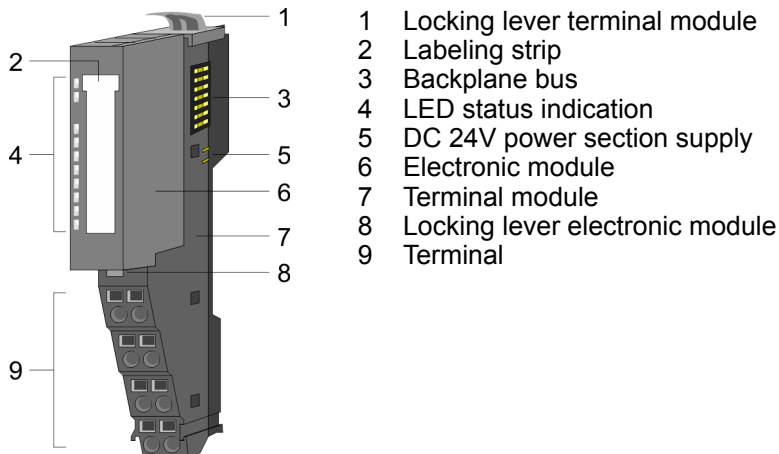 1
2
3
4
5
6
7
8
9
1 Locking lever terminal module
2 Labeling strip
3 Backplane bus
4 LED status indication
5 DC 24V power section supply
6 Electronic module
7 Terminal module
8 Locking lever electronic module
9 Terminal